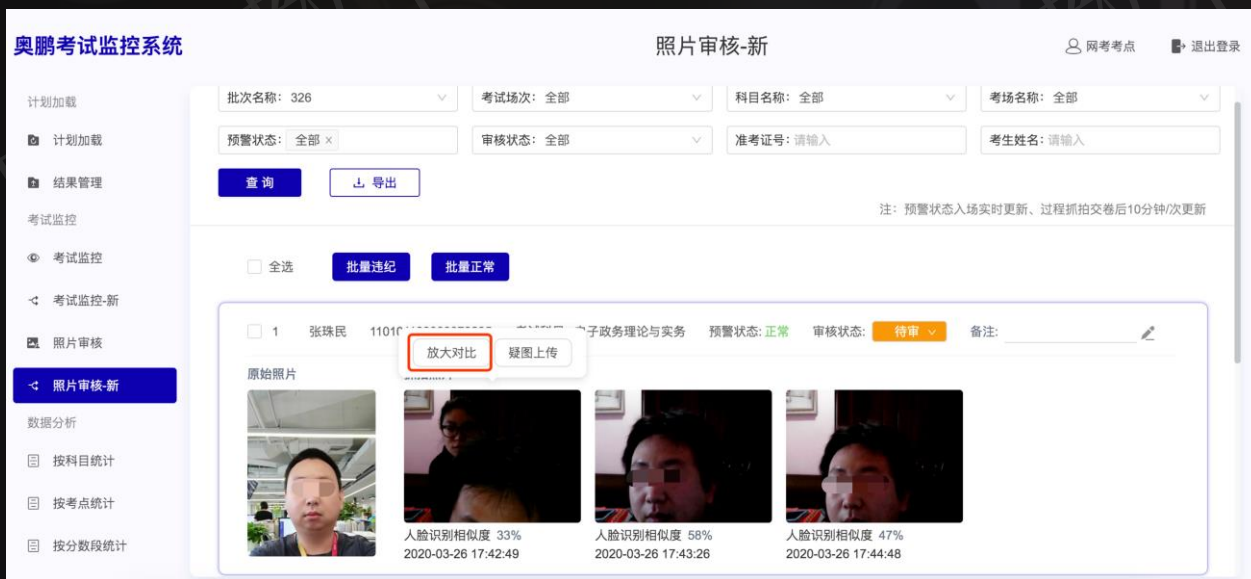 奥鹏考试监控系统
照片审核-新
网考考点
退出登录
计划加载
计划加载
结果管理
考试监控
考试监控
考试监控-新
照片审核
照片审核-新
数据分析
按科目统计
按考点统计
按分数段统计
批次名称: 326
考试场次: 全部
科目名称: 全部
考场名称: 全部
预警状态: 全部 ×
审核状态: 全部
准考证号: 请输入
考生姓名: 请输入
查询
导出
注: 预警状态入场实时更新、过程抓拍交卷后10分钟/次更新
全选
批量违纪
批量正常
1 张珠民 子政务理论与实务 预警状态: 正常 审核状态: 待审 备注:
放大对比
疑图上传
原始照片
人脸识别相似度 33%
2020-03-26 17:42:49
人脸识别相似度 58%
2020-03-26 17:43:26
人脸识别相似度 47%
2020-03-26 17:44:48